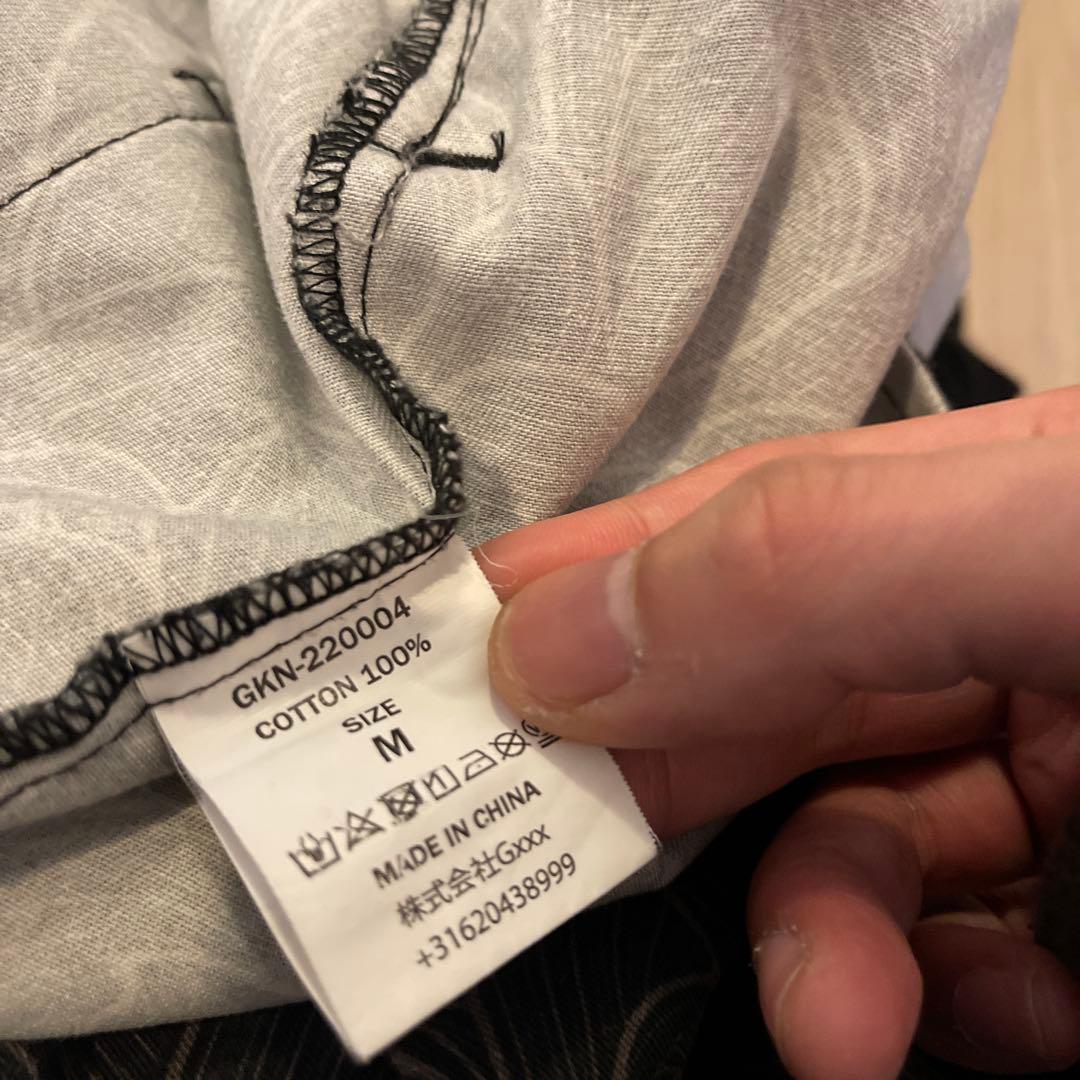 GKN-220004
COTTON 100%
SIZE
M
MADE IN CHINA
株式会社Gxxx
+31620438999